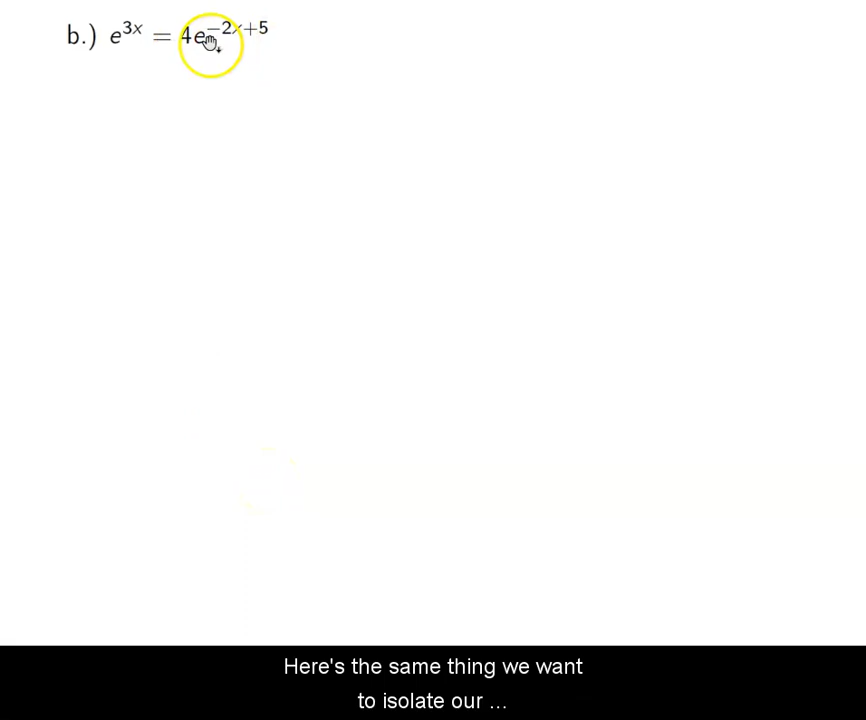 b.) e^{3x} = 4e^{-2x+5}
Here's the same thing we want
to isolate our ...